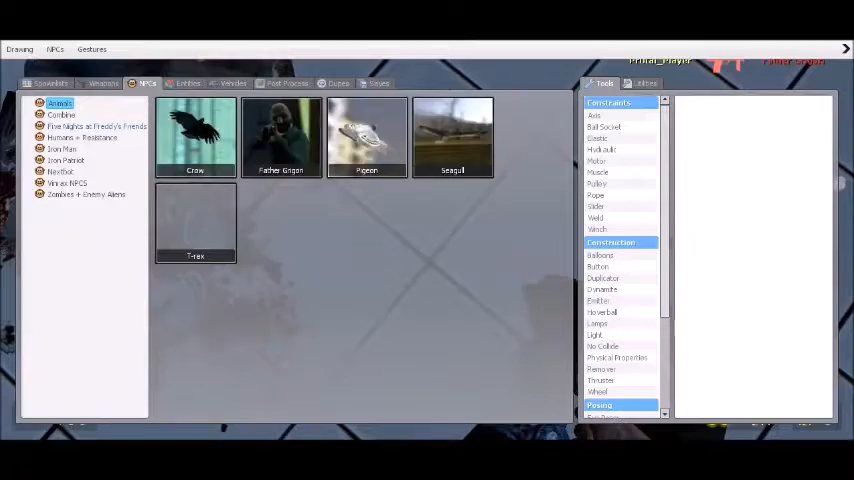 Drawing NPCs Gestures
Father Grigori
Spawnlists Weapons NPCs Entities Vehicles Post Process Dupes Saves
Tools Utilities
Animals
Combine
Five Nights at Freddy's Friends
Humans + Resistance
Iron Man
Iron Patriot
Nextbot
Vinrax NPCS
Zombies + Enemy Aliens
Crow
Father Grigori
Pigeon
Seagull
T-rex
Constraints
Axis
Ball Socket
Elastic
Hydraulic
Motor
Muscle
Pulley
Rope
Slider
Weld
Winch
Construction
Balloons
Button
Duplicator
Dynamite
Emitter
Hoverball
Lamps
Light
No Collide
Physical Properties
Remover
Thruster
Wheel
Posing